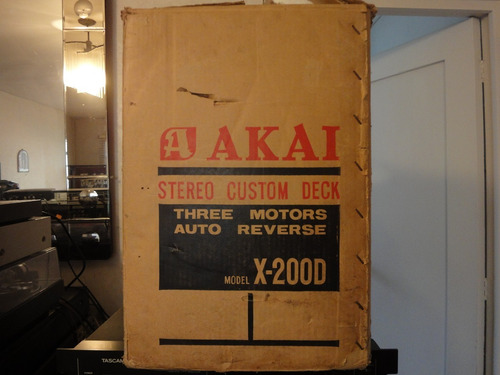 AKAI
STEREO CUSTOM DECK
THREE MOTORS
AUTO REVERSE
MODEL X-200D
TASCAM